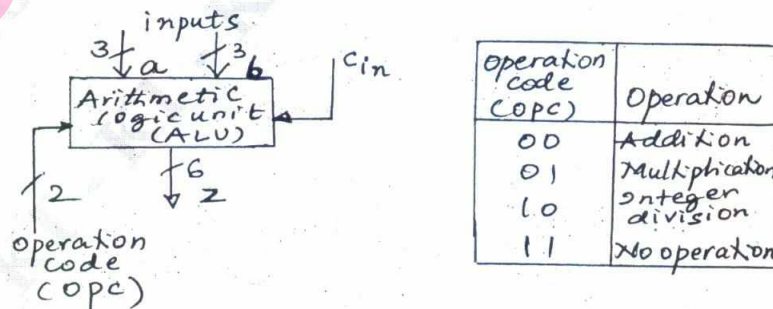 inputs
3 3
a b
Cin
Arithmetic
Logic unit
(ALU)
2
6
Z
operation
code
(OPC)
operation
code
(OPC)
Operation
00 Addition
01 Multiplication
10 Integer
division
11 No operation